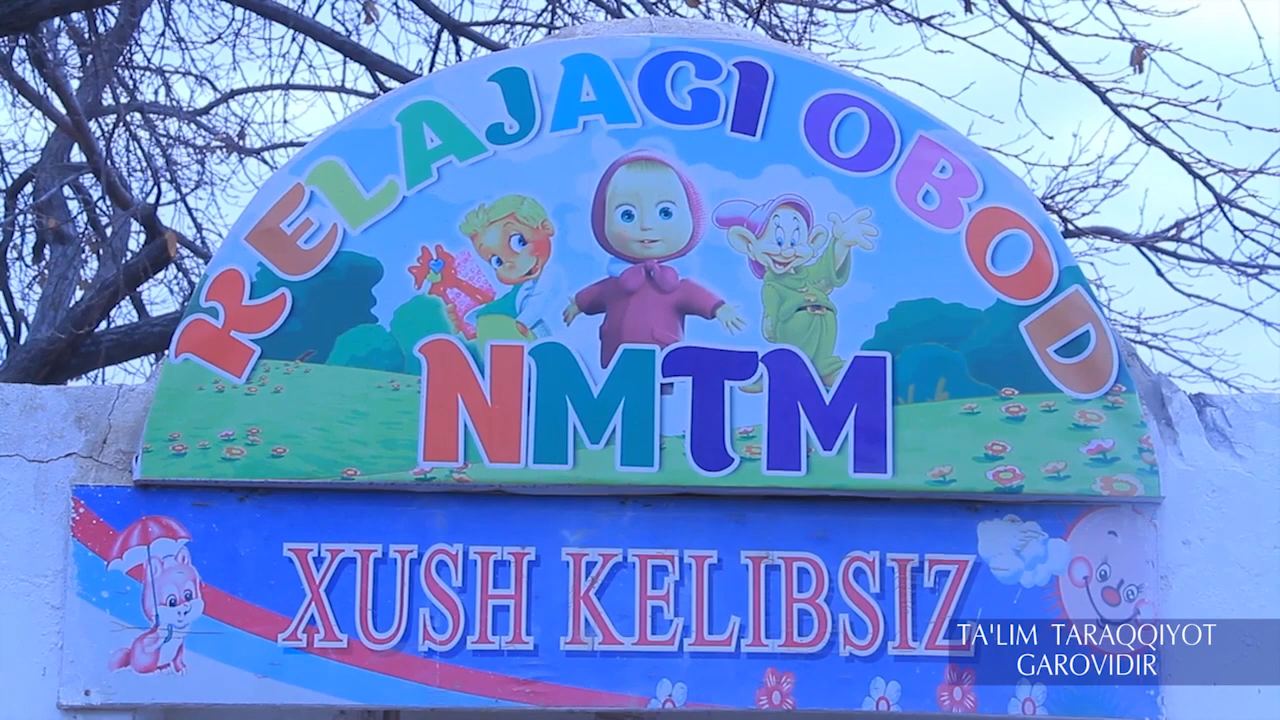 KELAJAGI OBOD
NMTM
XUSH KELIBSIZ
TA'LIM TARAQQIYOT
GAROVIDIR